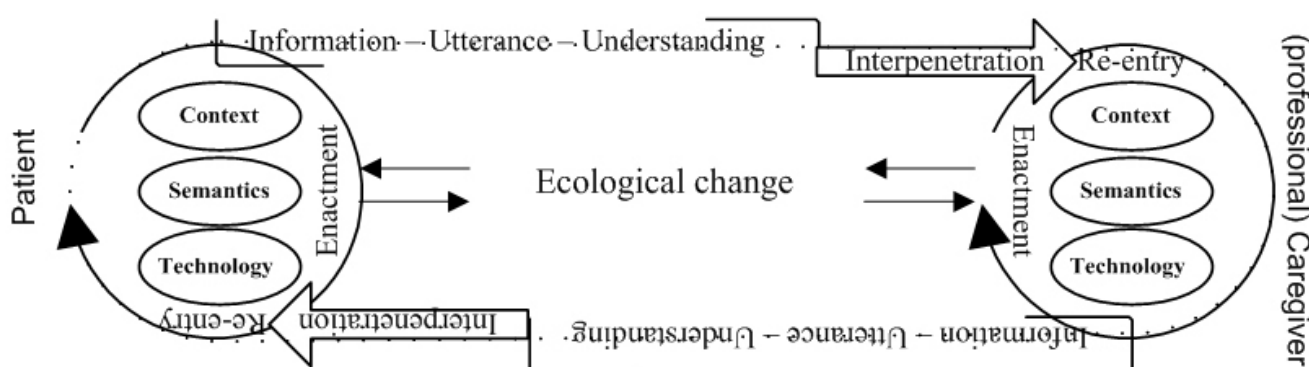 Information – Utterance – Understanding
Interpenetration Re-entry
Patient
Context
Semantics
Technology
Enactment
Ecological change
Enactment
Context
Semantics
Technology
(professional) Caregiver
Information – Utterance – Understanding
Interpenetration Re-entry